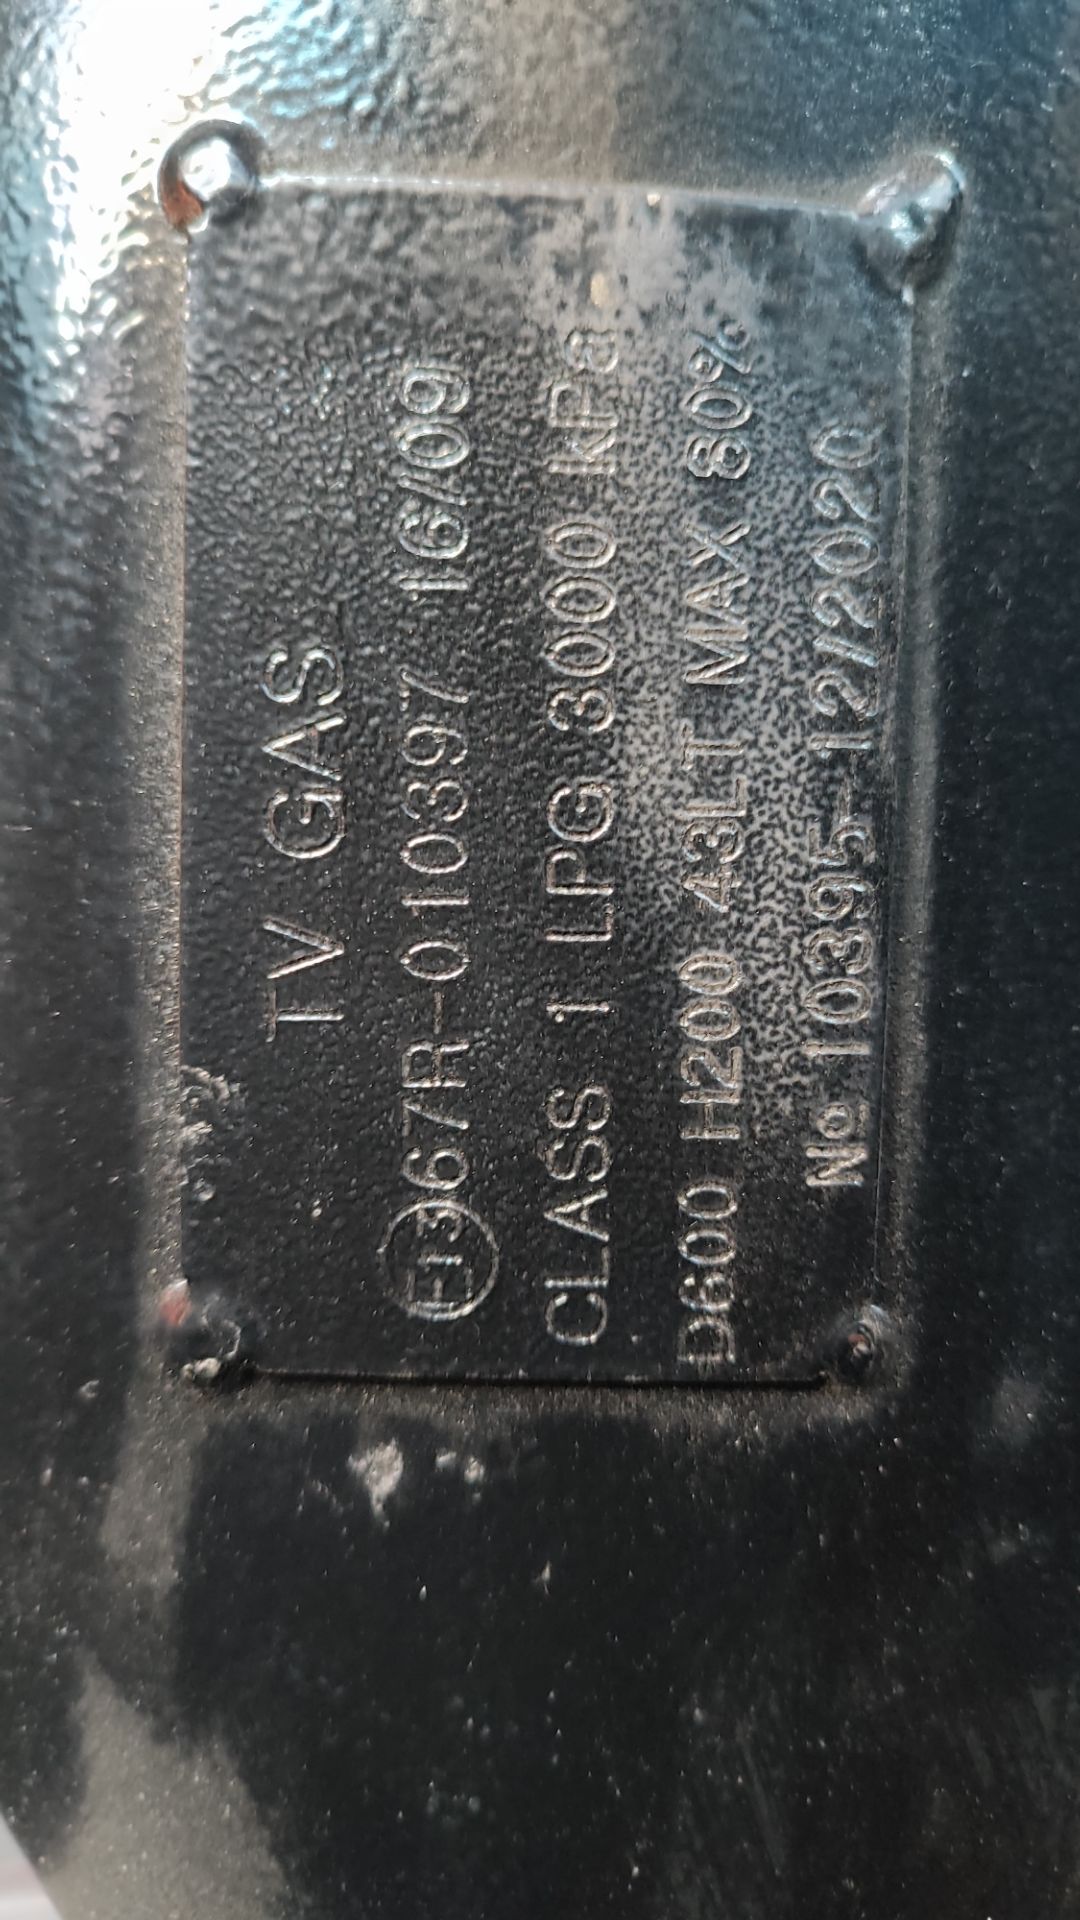 TV GAS
E13 67R-010397 16/09
CLASS 1 LPG 3000 kPa
D600 H200 43LT MAX 80%
№ 10395-12/2020